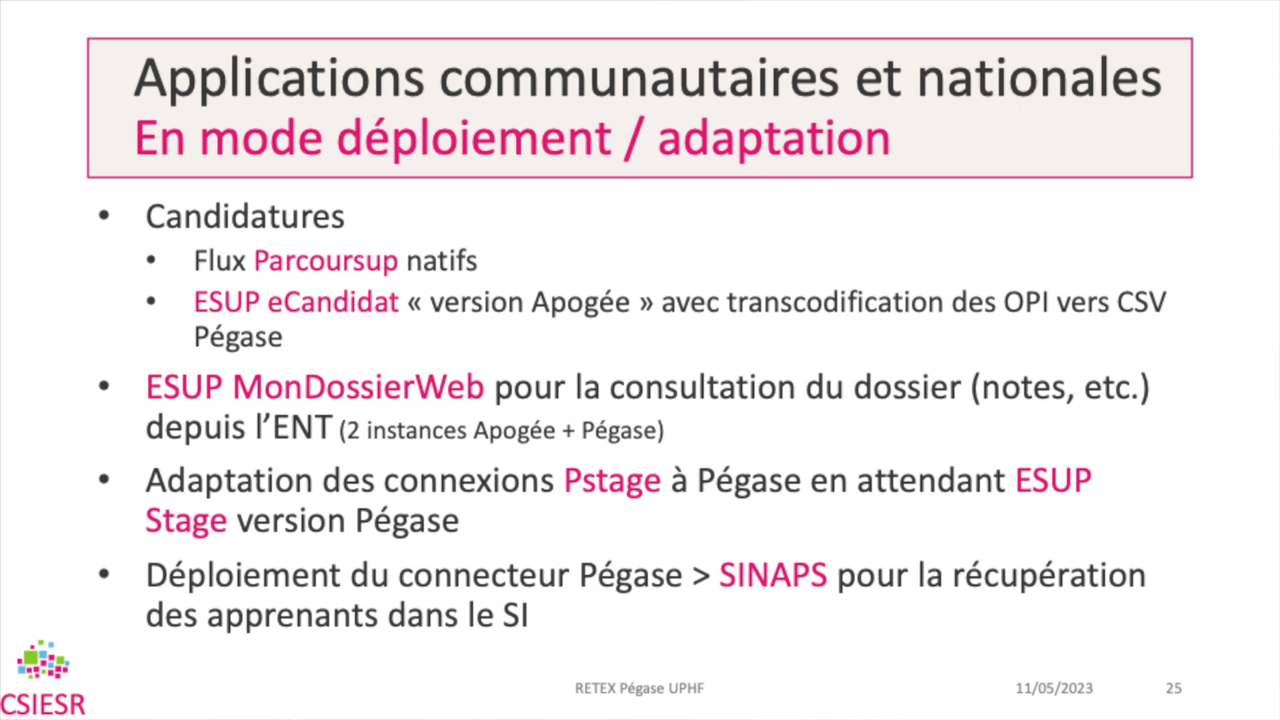 Applications communautaires et nationales
En mode déploiement / adaptation
• Candidatures
• Flux Parcoursup natifs
• ESUP eCandidat « version Apogée » avec transcodification des OPI vers CSV
Pégase
• ESUP MonDossierWeb pour la consultation du dossier (notes, etc.)
depuis l’ENT (2 instances Apogée + Pégase)
• Adaptation des connexions Pstage à Pégase en attendant ESUP
Stage version Pégase
• Déploiement du connecteur Pégase > SINAPS pour la récupération
des apprenants dans le SI
CSIESR
RETEX Pégase UPHF
11/05/2023
25